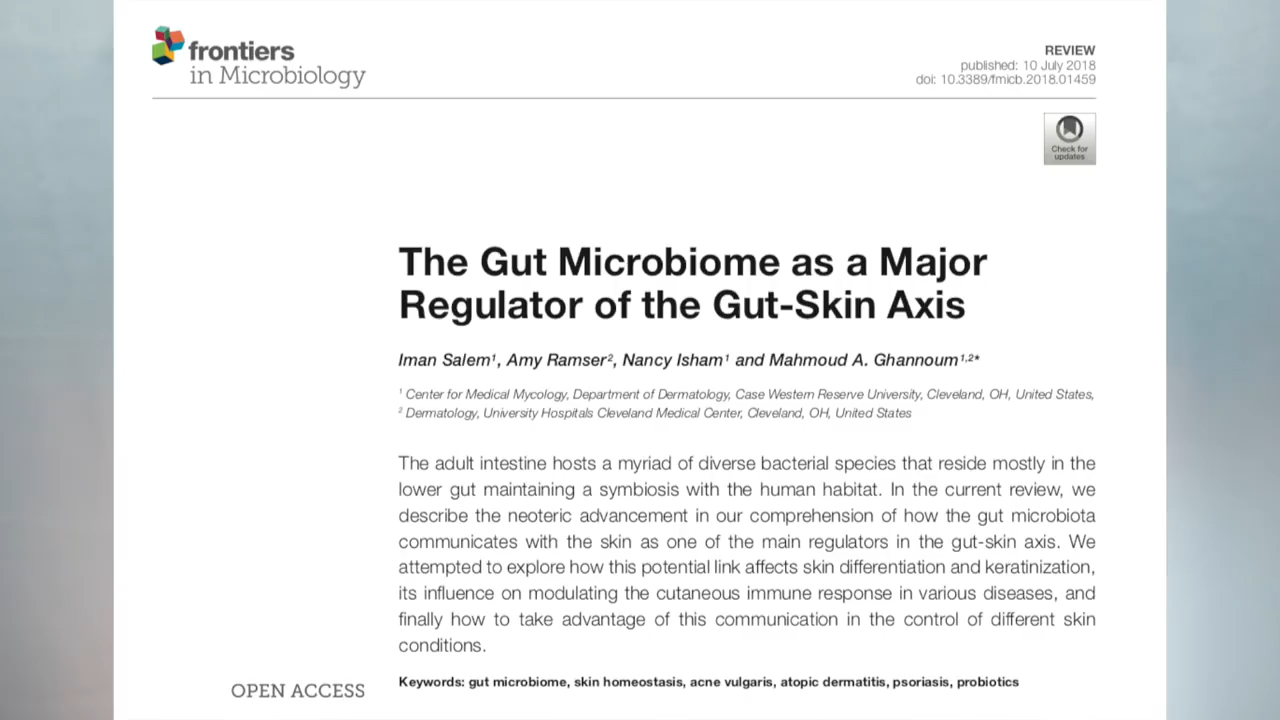 frontiers
in Microbiology
REVIEW
published: 10 July 2018
doi: 10.3389/fmicb.2018.01459
Check for
updates
The Gut Microbiome as a Major
Regulator of the Gut-Skin Axis
Iman Salem¹, Amy Ramser², Nancy Isham¹ and Mahmoud A. Ghannoum¹,²*
¹ Center for Medical Mycology, Department of Dermatology, Case Western Reserve University, Cleveland, OH, United States,
² Dermatology, University Hospitals Cleveland Medical Center, Cleveland, OH, United States
The adult intestine hosts a myriad of diverse bacterial species that reside mostly in the
lower gut maintaining a symbiosis with the human habitat. In the current review, we
describe the neoteric advancement in our comprehension of how the gut microbiota
communicates with the skin as one of the main regulators in the gut-skin axis. We
attempted to explore how this potential link affects skin differentiation and keratinization,
its influence on modulating the cutaneous immune response in various diseases, and
finally how to take advantage of this communication in the control of different skin
conditions.
Keywords: gut microbiome, skin homeostasis, acne vulgaris, atopic dermatitis, psoriasis, probiotics
OPEN ACCESS